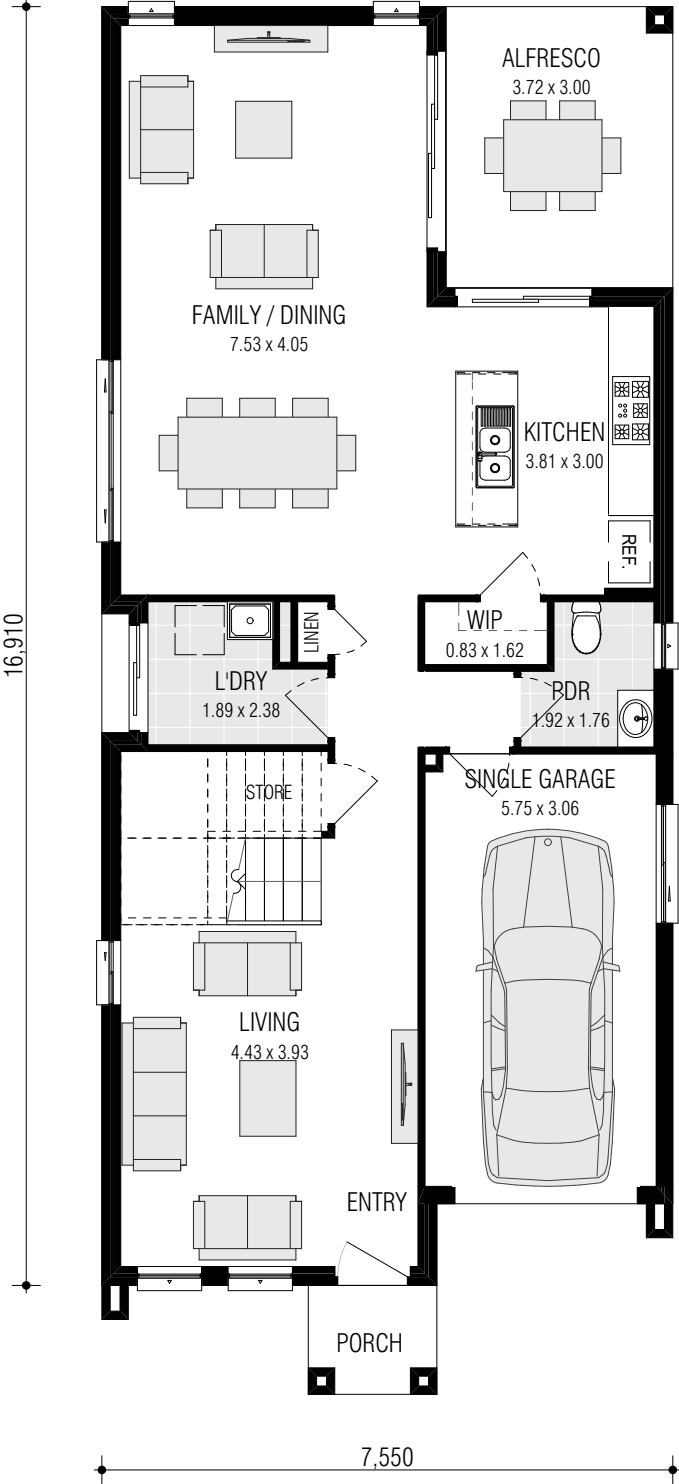 ALFRESCO
3.72 x 3.00
FAMILY / DINING
7.53 x 4.05
KITCHEN
3.81 x 3.00
REF.
16,910
LINEN
WIP
0.83 x 1.62
L'DRY
1.89 x 2.38
PDR
1.92 x 1.76
STORE
SINGLE GARAGE
5.75 x 3.06
LIVING
4.43 x 3.93
ENTRY
PORCH
7,550